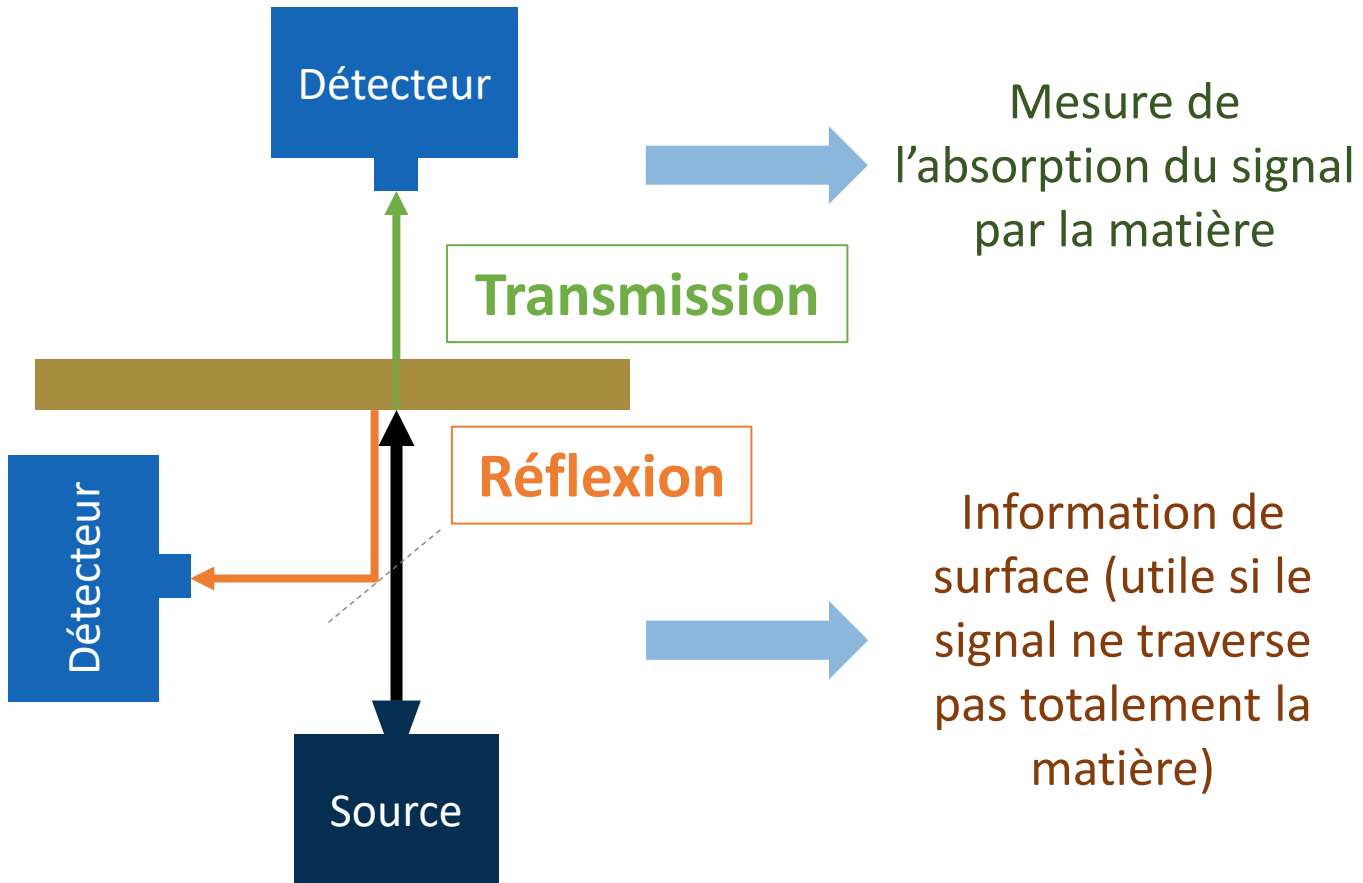 Détecteur
Mesure de
l’absorption du signal
par la matière
Transmission
Réflexion
Détecteur
Information de
surface (utile si le
signal ne traverse
pas totalement la
matière)
Source